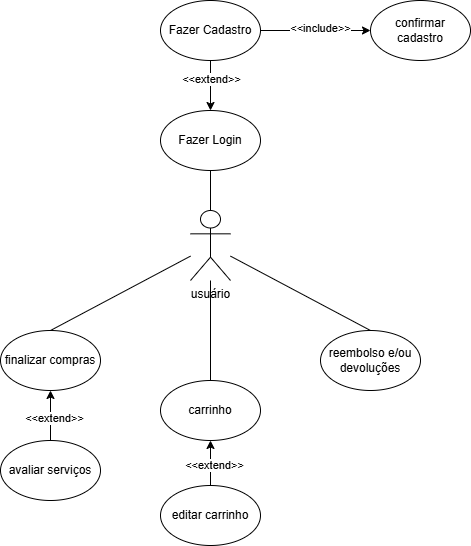 Fazer Cadastro
<<include>>
confirmar
cadastro
<<extend>>
Fazer Login
usuário
finalizar compras
reembolso e/ou
devoluções
carrinho
<<extend>>
avaliar serviços
<<extend>>
editar carrinho